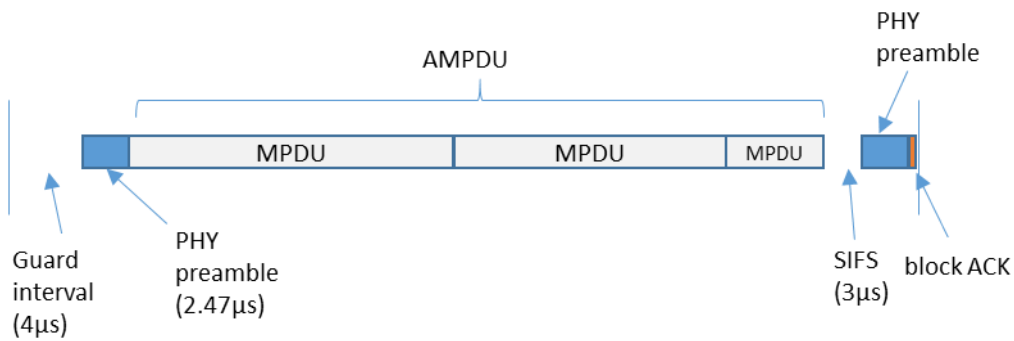 PHY
preamble
AMPDU
MPDU
MPDU
MPDU
Guard
interval
(4µs)
PHY
preamble
(2.47µs)
SIFS
(3µs)
block ACK